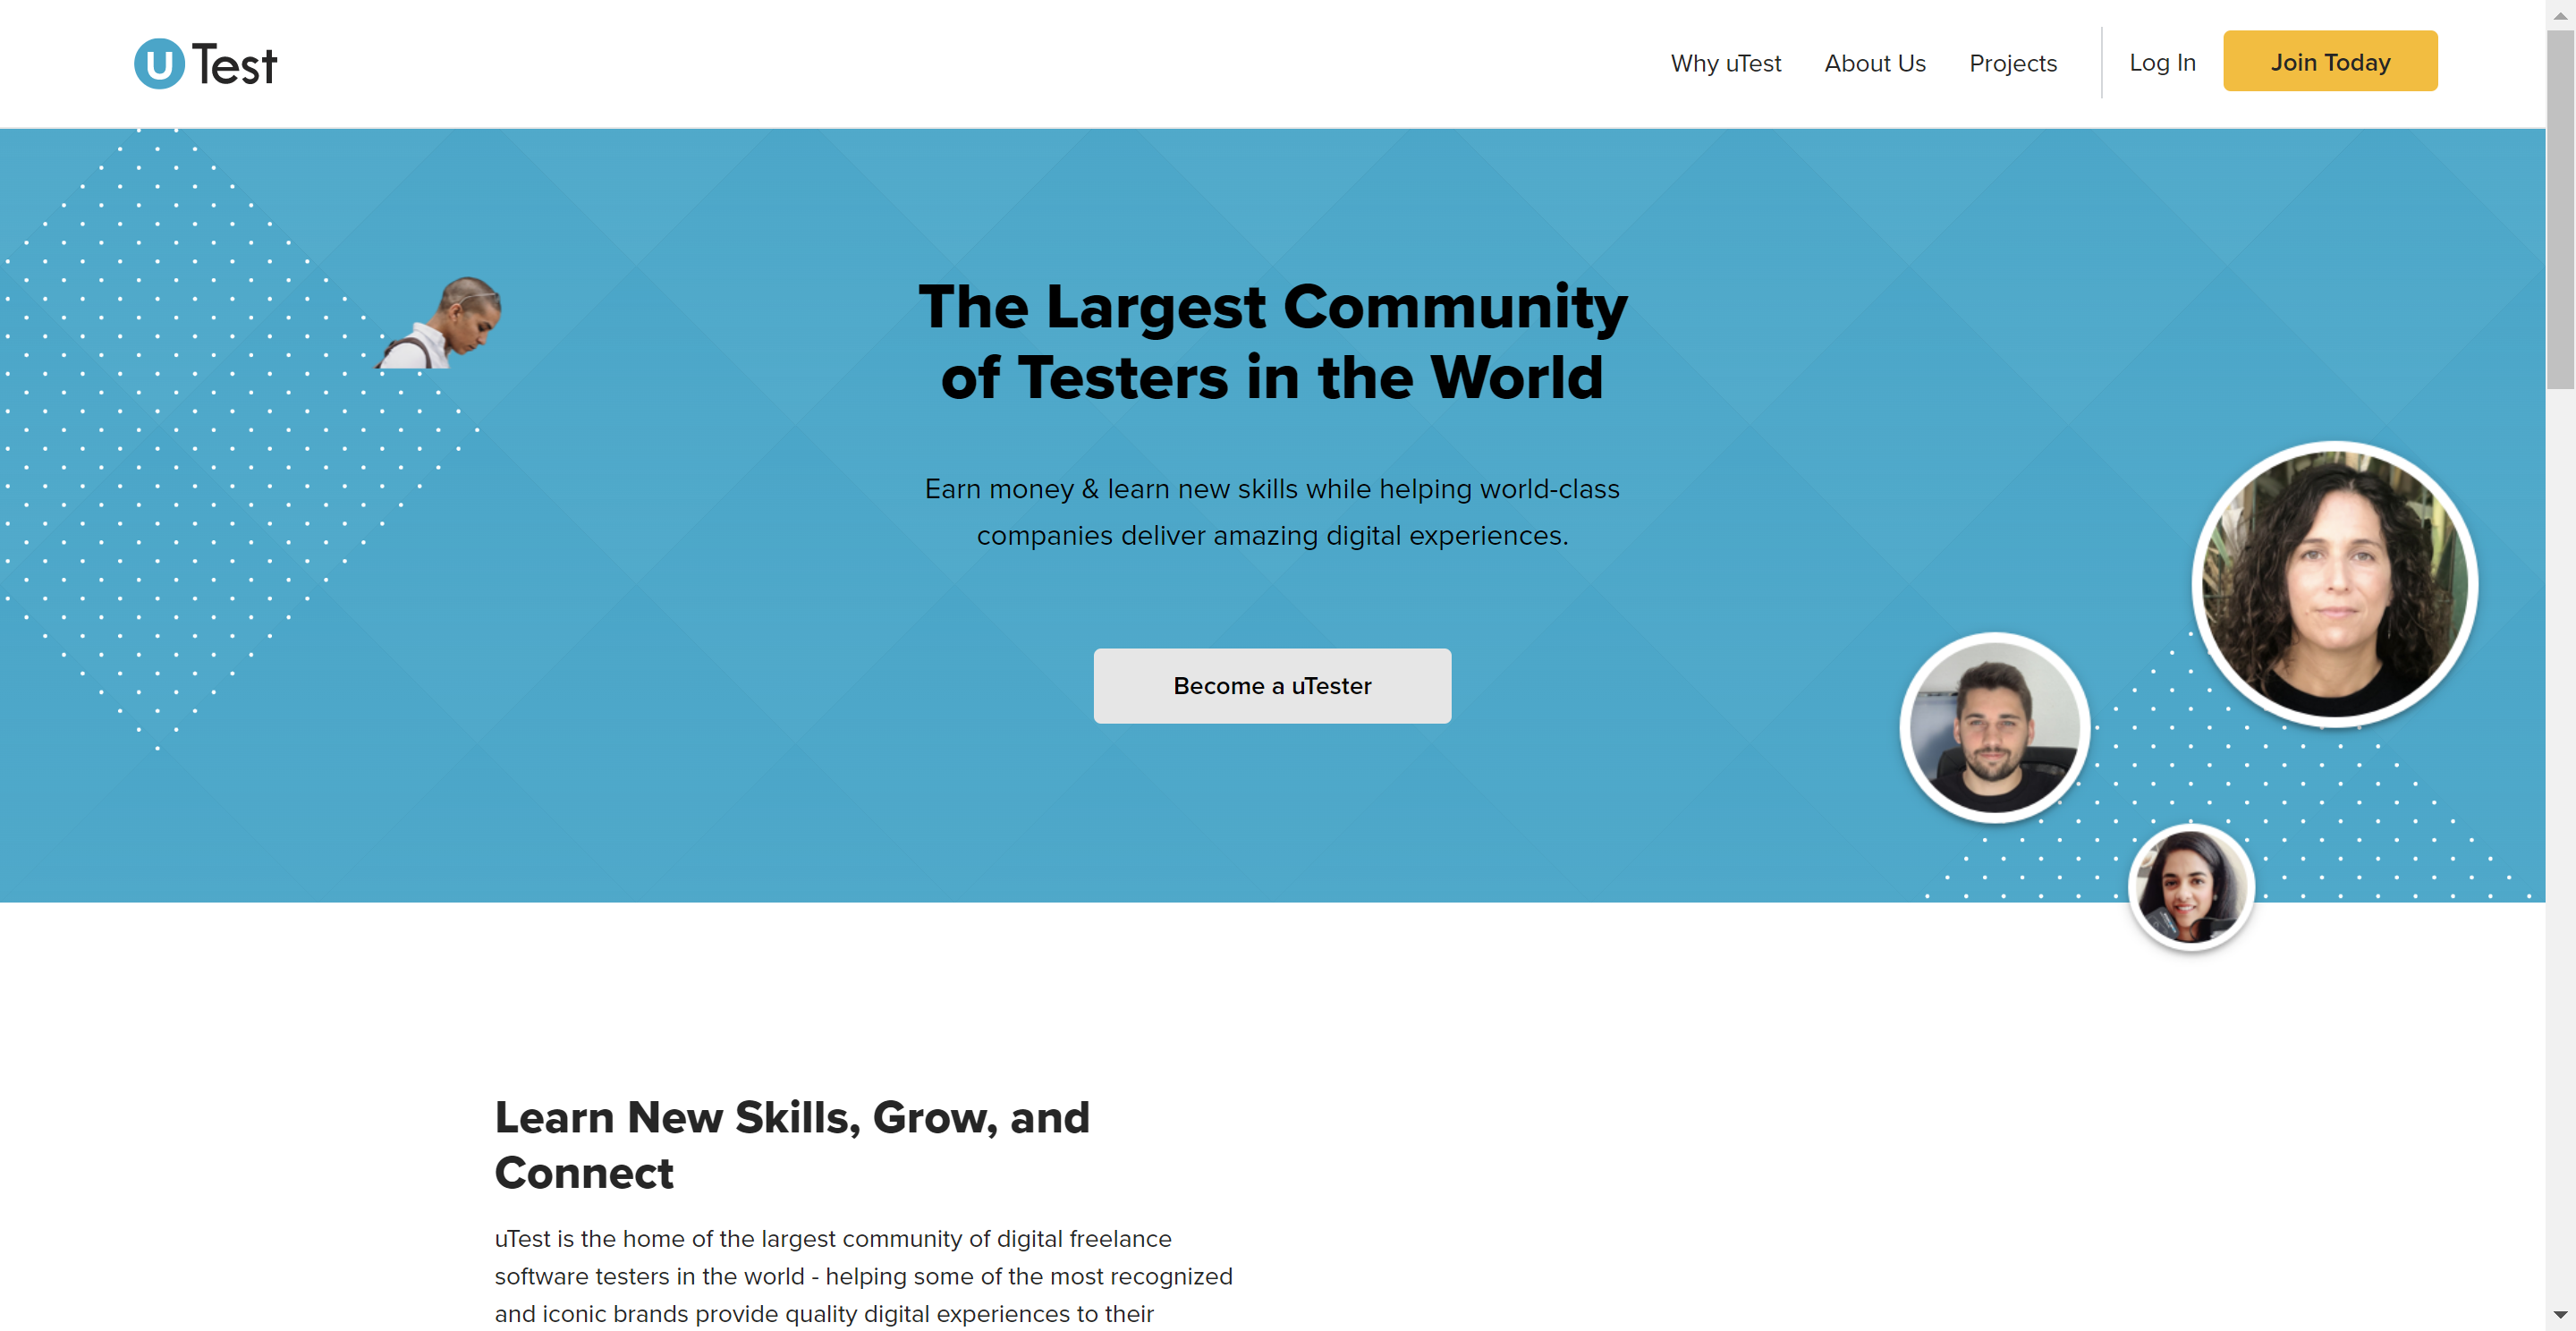 u Test
Why uTest
About Us
Projects
Log In
Join Today
The Largest Community
of Testers in the World
Earn money & learn new skills while helping world-class
companies deliver amazing digital experiences.
Become a uTester
Learn New Skills, Grow, and
Connect
uTest is the home of the largest community of digital freelance
software testers in the world - helping some of the most recognized
and iconic brands provide quality digital experiences to their